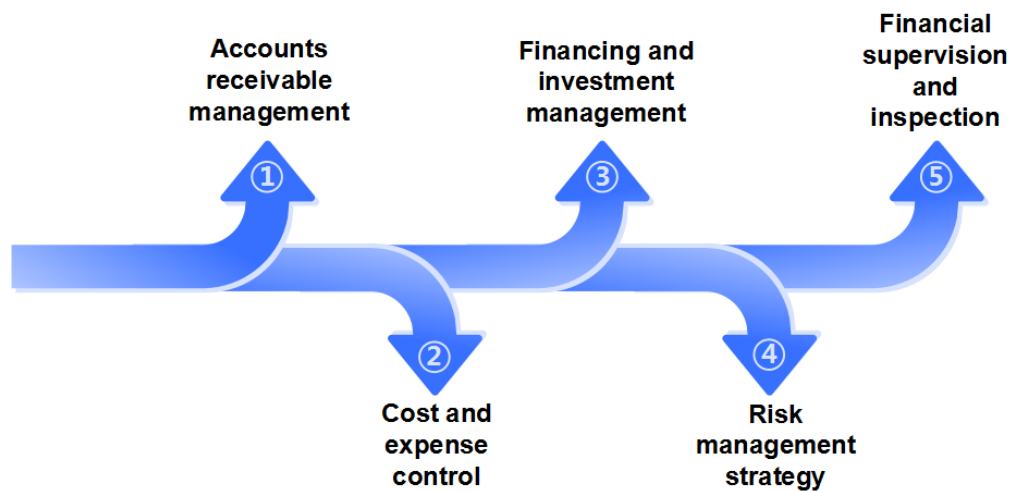 Accounts
receivable
management
①
②
Cost and
expense
control
Financing and
investment
management
③
④
Risk
management
strategy
Financial
supervision
and
inspection
⑤